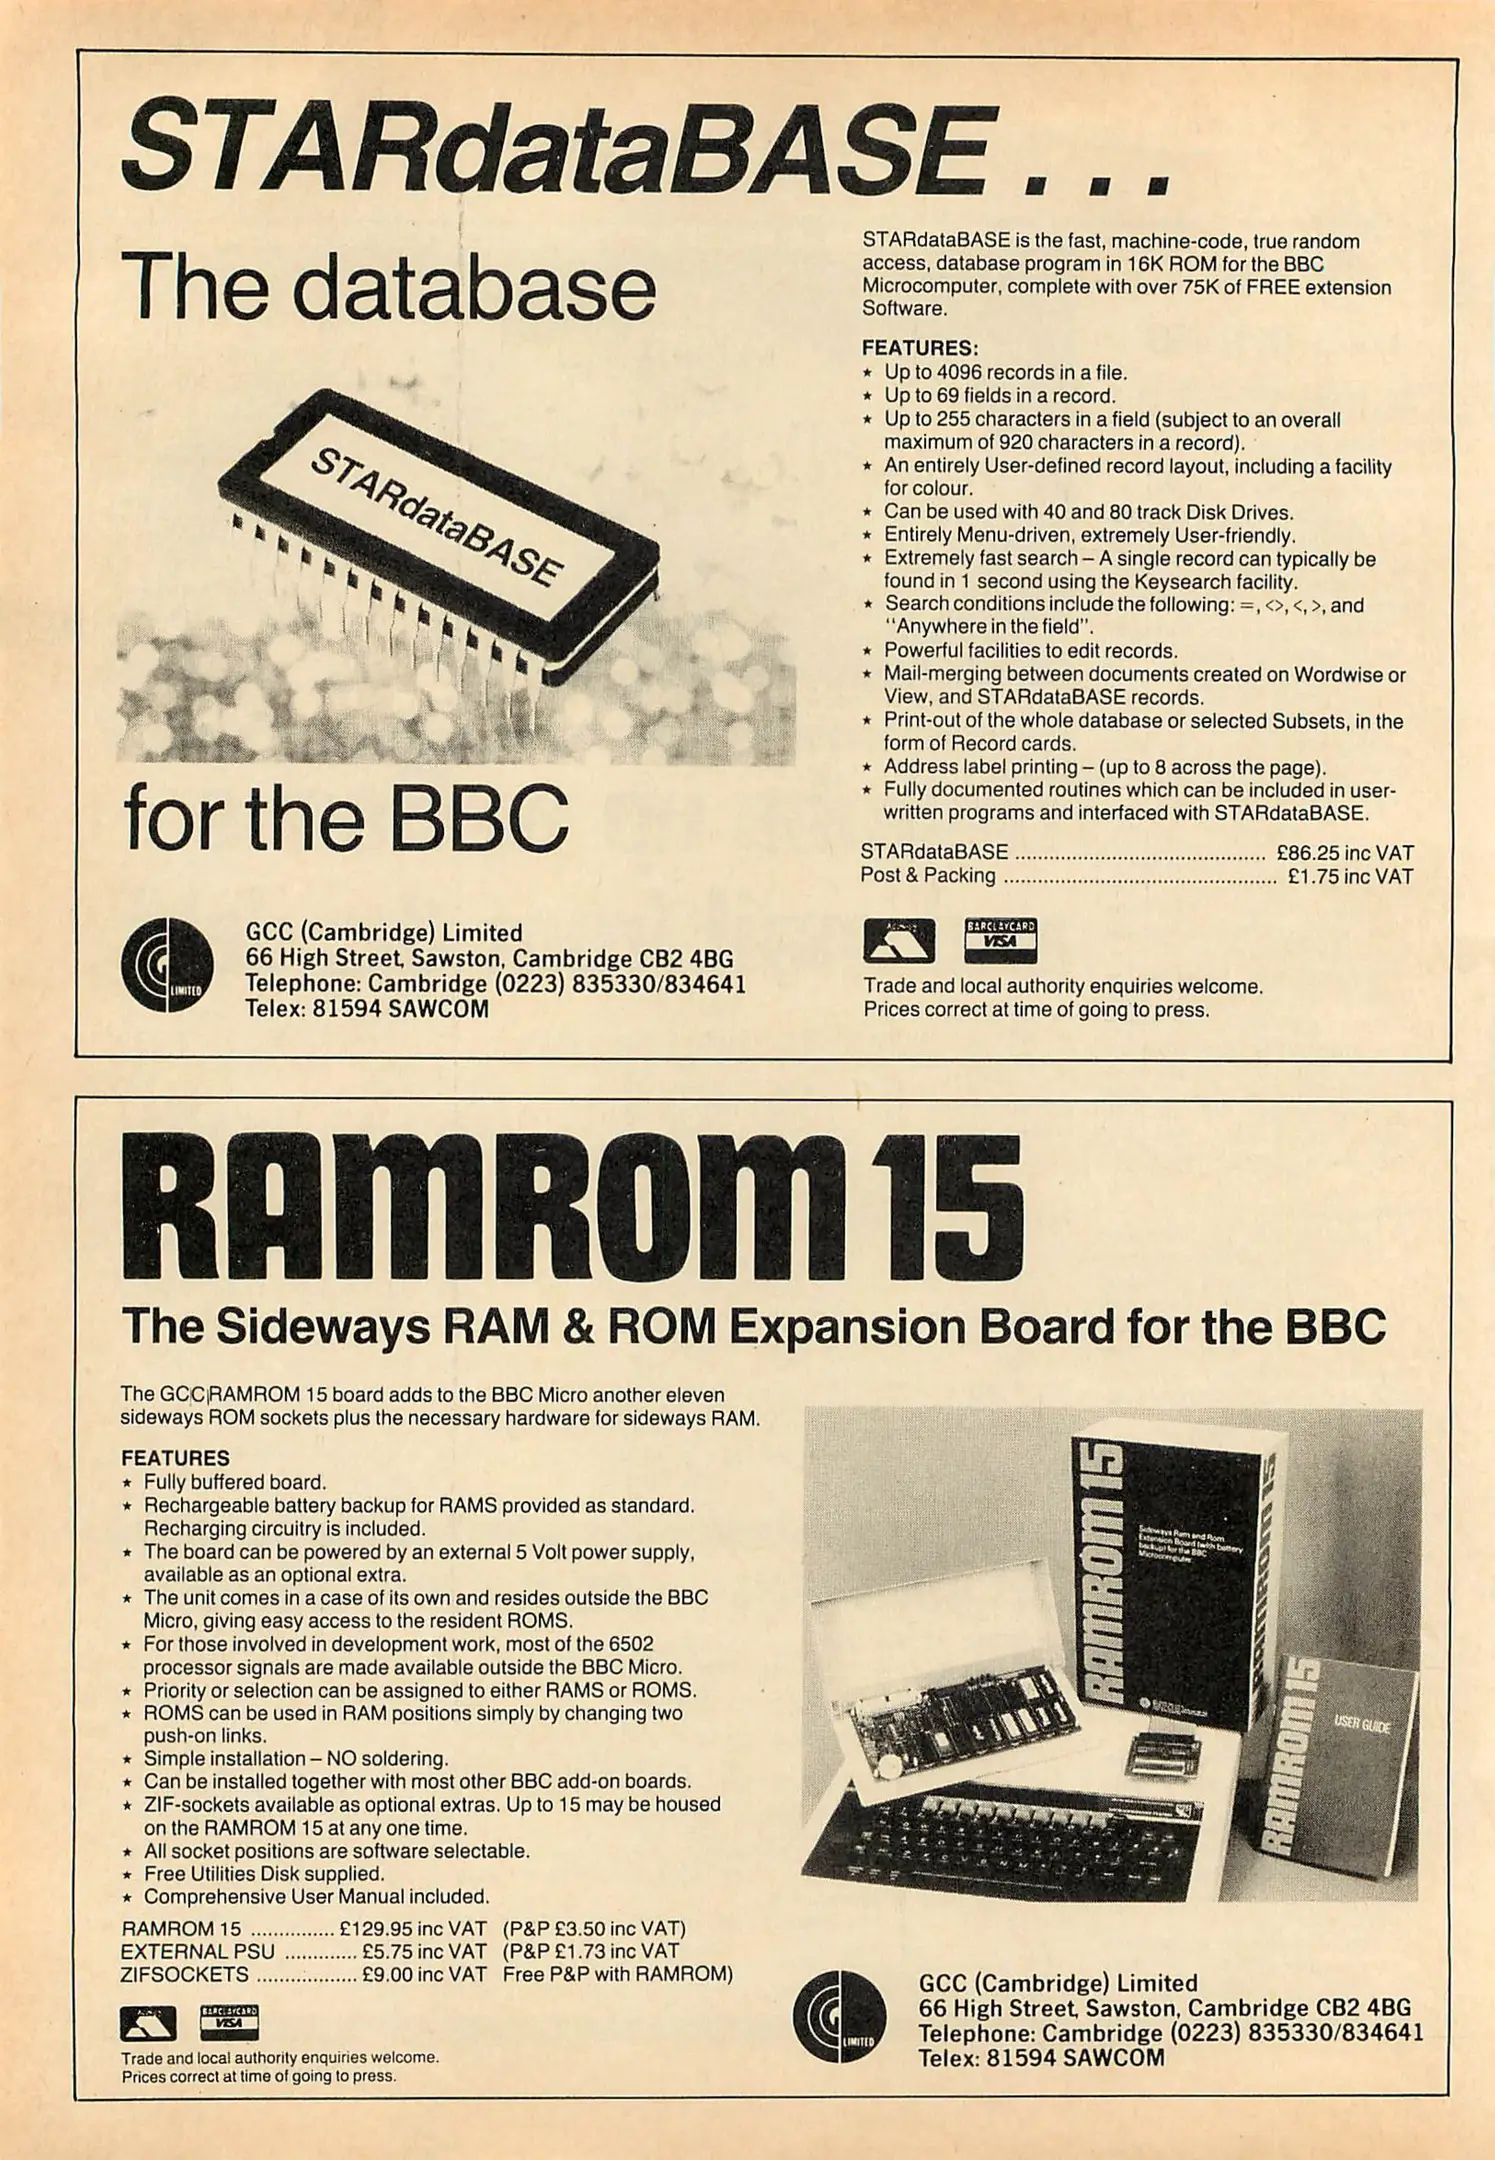 STARdataBASE...
The database
STARdataBASE
for the BBC
STARdataBASE is the fast, machine-code, true random
access, database program in 16K ROM for the BBC
Microcomputer, complete with over 75K of FREE extension
Software.
FEATURES:
★ Up to 4096 records in a file.
★ Up to 69 fields in a record.
★ Up to 255 characters in a field (subject to an overall
maximum of 920 characters in a record).
★ An entirely User-defined record layout, including a facility
for colour.
★ Can be used with 40 and 80 track Disk Drives.
★ Entirely Menu-driven, extremely User-friendly.
★ Extremely fast search – A single record can typically be
found in 1 second using the Keysearch facility.
★ Search conditions include the following: =, <>, <, >, and
"Anywhere in the field".
★ Powerful facilities to edit records.
★ Mail-merging between documents created on Wordwise or
View, and STARdataBASE records.
★ Print-out of the whole database or selected Subsets, in the
form of Record cards.
★ Address label printing – (up to 8 across the page).
★ Fully documented routines which can be included in user-
written programs and interfaced with STARdataBASE.
STARdataBASE ............................................ £86.25 inc VAT
Post & Packing ................................................ £1.75 inc VAT
LIMITED
GCC (Cambridge) Limited
66 High Street, Sawston, Cambridge CB2 4BG
Telephone: Cambridge (0223) 835330/834641
Telex: 81594 SAWCOM
BARCLAYCARD
VISA
Trade and local authority enquiries welcome.
Prices correct at time of going to press.
RAMROM 15
The Sideways RAM & ROM Expansion Board for the BBC
The GCC RAMROM 15 board adds to the BBC Micro another eleven
sideways ROM sockets plus the necessary hardware for sideways RAM.
FEATURES
★ Fully buffered board.
★ Rechargeable battery backup for RAMS provided as standard.
Recharging circuitry is included.
★ The board can be powered by an external 5 Volt power supply,
available as an optional extra.
★ The unit comes in a case of its own and resides outside the BBC
Micro, giving easy access to the resident ROMS.
★ For those involved in development work, most of the 6502
processor signals are made available outside the BBC Micro.
★ Priority or selection can be assigned to either RAMS or ROMS.
★ ROMS can be used in RAM positions simply by changing two
push-on links.
★ Simple installation – NO soldering.
★ Can be installed together with most other BBC add-on boards.
★ ZIF-sockets available as optional extras. Up to 15 may be housed
on the RAMROM 15 at any one time.
★ All socket positions are software selectable.
★ Free Utilities Disk supplied.
★ Comprehensive User Manual included.
RAMROM 15 ............... £129.95 inc VAT (P&P £3.50 inc VAT)
EXTERNAL PSU ............. £5.75 inc VAT (P&P £1.73 inc VAT
ZIFSOCKETS .................. £9.00 inc VAT Free P&P with RAMROM)
BARCLAYCARD
VISA
Trade and local authority enquiries welcome.
Prices correct at time of going to press.
RAMROM 15
Sideways Ram and Rom
Extension Board (with battery
backup) for the BBC
Microcomputer
RAMROM 15
RAMROM 15
USER GUIDE
LIMITED
GCC (Cambridge) Limited
66 High Street, Sawston, Cambridge CB2 4BG
Telephone: Cambridge (0223) 835330/834641
Telex: 81594 SAWCOM